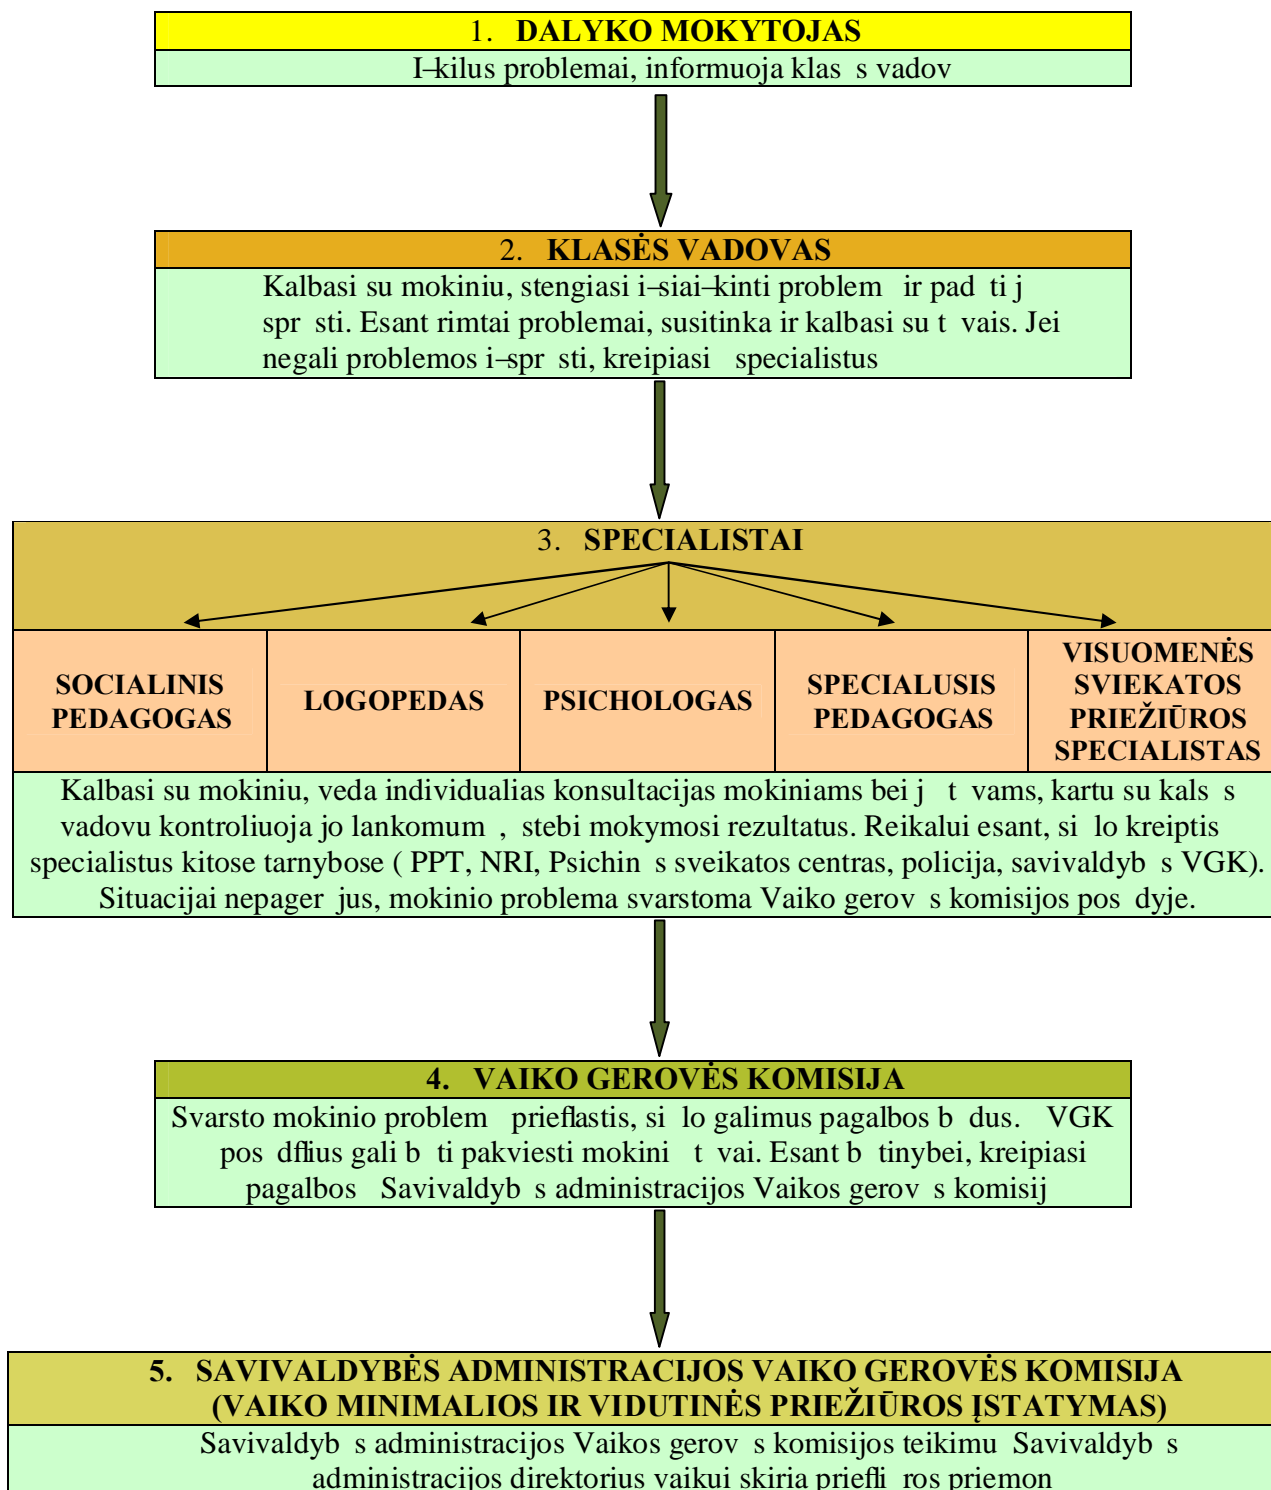 1. DALYKO MOKYTOJAS
I–kilus problemai, informuoja klas s vadov
2. KLASĖS VADOVAS
Kalbasi su mokiniu, stengiasi i–siai–kinti problem ir pad ti j
spr sti. Esant rimtai problemai, susitinka ir kalbasi su t vais. Jei
negali problemos i–spr sti, kreipiasi specialistus
3. SPECIALISTAI
SOCIALINIS
PEDAGOGAS
LOGOPEDAS
PSICHOLOGAS
SPECIALUSIS
PEDAGOGAS
VISUOMENĖS
SVIEKATOS
PRIEŽIŪROS
SPECIALISTAS
Kalbasi su mokiniu, veda individualias konsultacijas mokiniams bei j t vams, kartu su kals s
vadovu kontroliuoja jo lankomum , stebi mokymosi rezultatus. Reikalui esant, si lo kreiptis
specialistus kitose tarnybose ( PPT, NRI, Psichin s sveikatos centras, policija, savivaldyb s VGK).
Situacijai nepager jus, mokinio problema svarstoma Vaiko gerov s komisijos pos dyje.
4. VAIKO GEROVĖS KOMISIJA
Svarsto mokinio problem prieflastis, si lo galimus pagalbos b dus. VGK
pos dflius gali b ti pakviesti mokini t vai. Esant b tinybei, kreipiasi
pagalbos Savivaldyb s administracijos Vaikos gerov s komisij
5. SAVIVALDYBĖS ADMINISTRACIJOS VAIKO GEROVĖS KOMISIJA
(VAIKO MINIMALIOS IR VIDUTINĖS PRIEŽIŪROS ĮSTATYMAS)
Savivaldyb s administracijos Vaikos gerov s komisijos teikimu Savivaldyb s
administracijos direktorius vaikui skiria priefli ros priemon